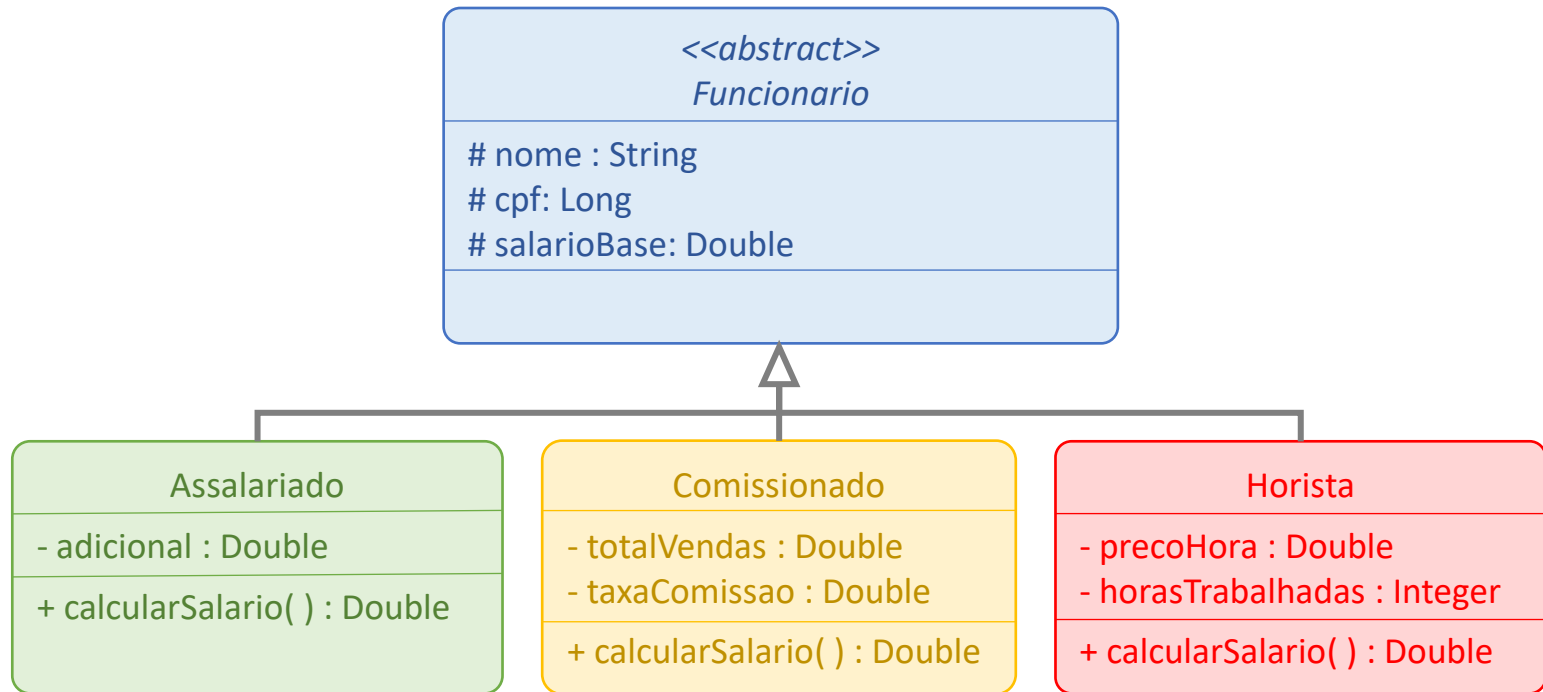 <<abstract>>
Funcionario
# nome : String
# cpf: Long
# salarioBase: Double
Assalariado
- adicional : Double
+ calcularSalario( ) : Double
Comissionado
- totalVendas : Double
- taxaComissao : Double
+ calcularSalario( ) : Double
Horista
- precoHora : Double
- horasTrabalhadas : Integer
+ calcularSalario( ) : Double